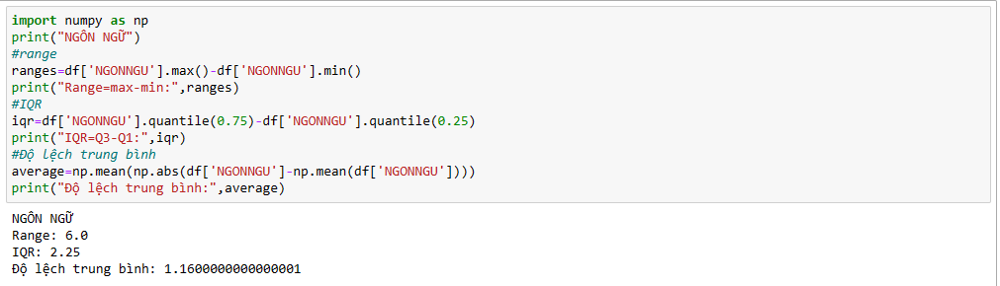 import numpy as np
print("NGÔN NGỮ")
#range
ranges=df['NGONNGU'].max()-df['NGONNGU'].min()
print("Range=max-min:",ranges)
#IQR
iqr=df['NGONNGU'].quantile(0.75)-df['NGONNGU'].quantile(0.25)
print("IQR=Q3-Q1:",iqr)
#Độ lệch trung bình
average=np.mean(np.abs(df['NGONNGU']-np.mean(df['NGONNGU'])))
print("Độ lệch trung bình:",average)
NGÔN NGỮ
Range: 6.0
IQR: 2.25
Độ lệch trung bình: 1.1600000000000001